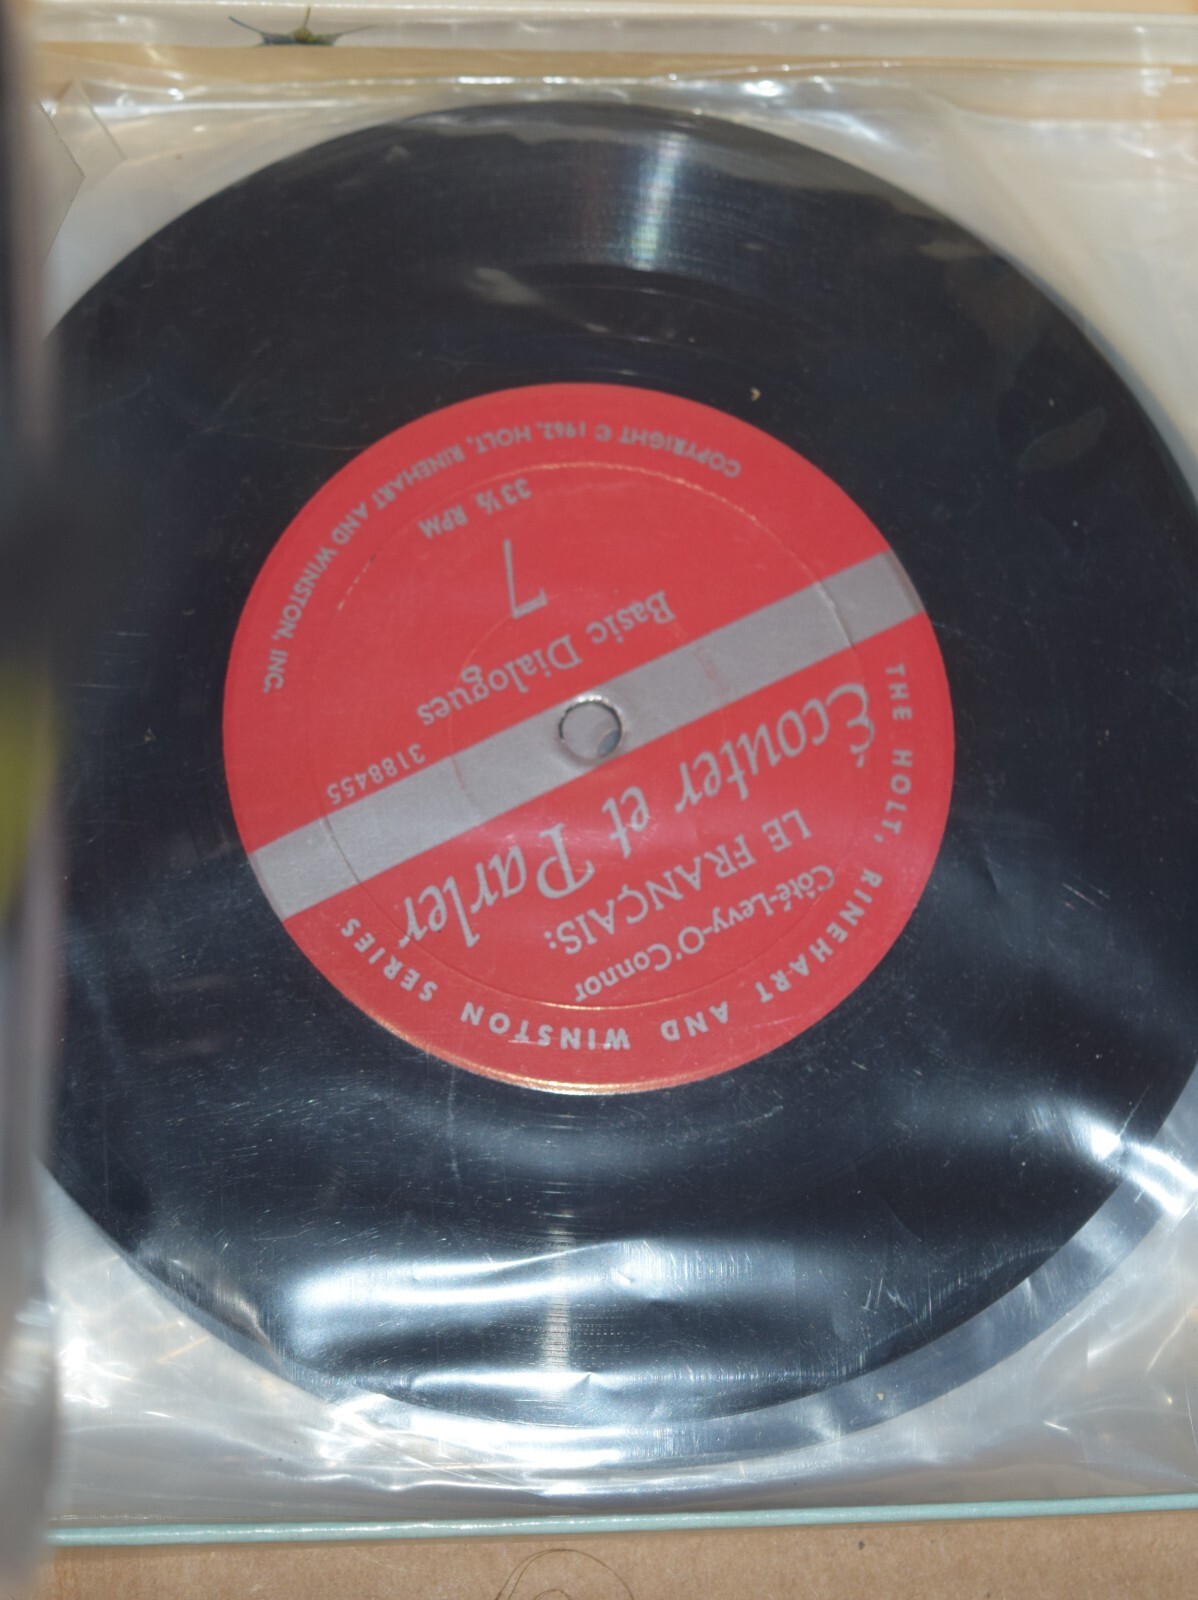 THE HOLT, RINEHART AND WINSTON SERIES
Côté-Levy-O'Connor
LE FRANÇAIS:
Écouter et Parler
3188455
Basic Dialogues
7
33⅓ RPM
COPYRIGHT © 1962, HOLT, RINEHART AND WINSTON, INC.